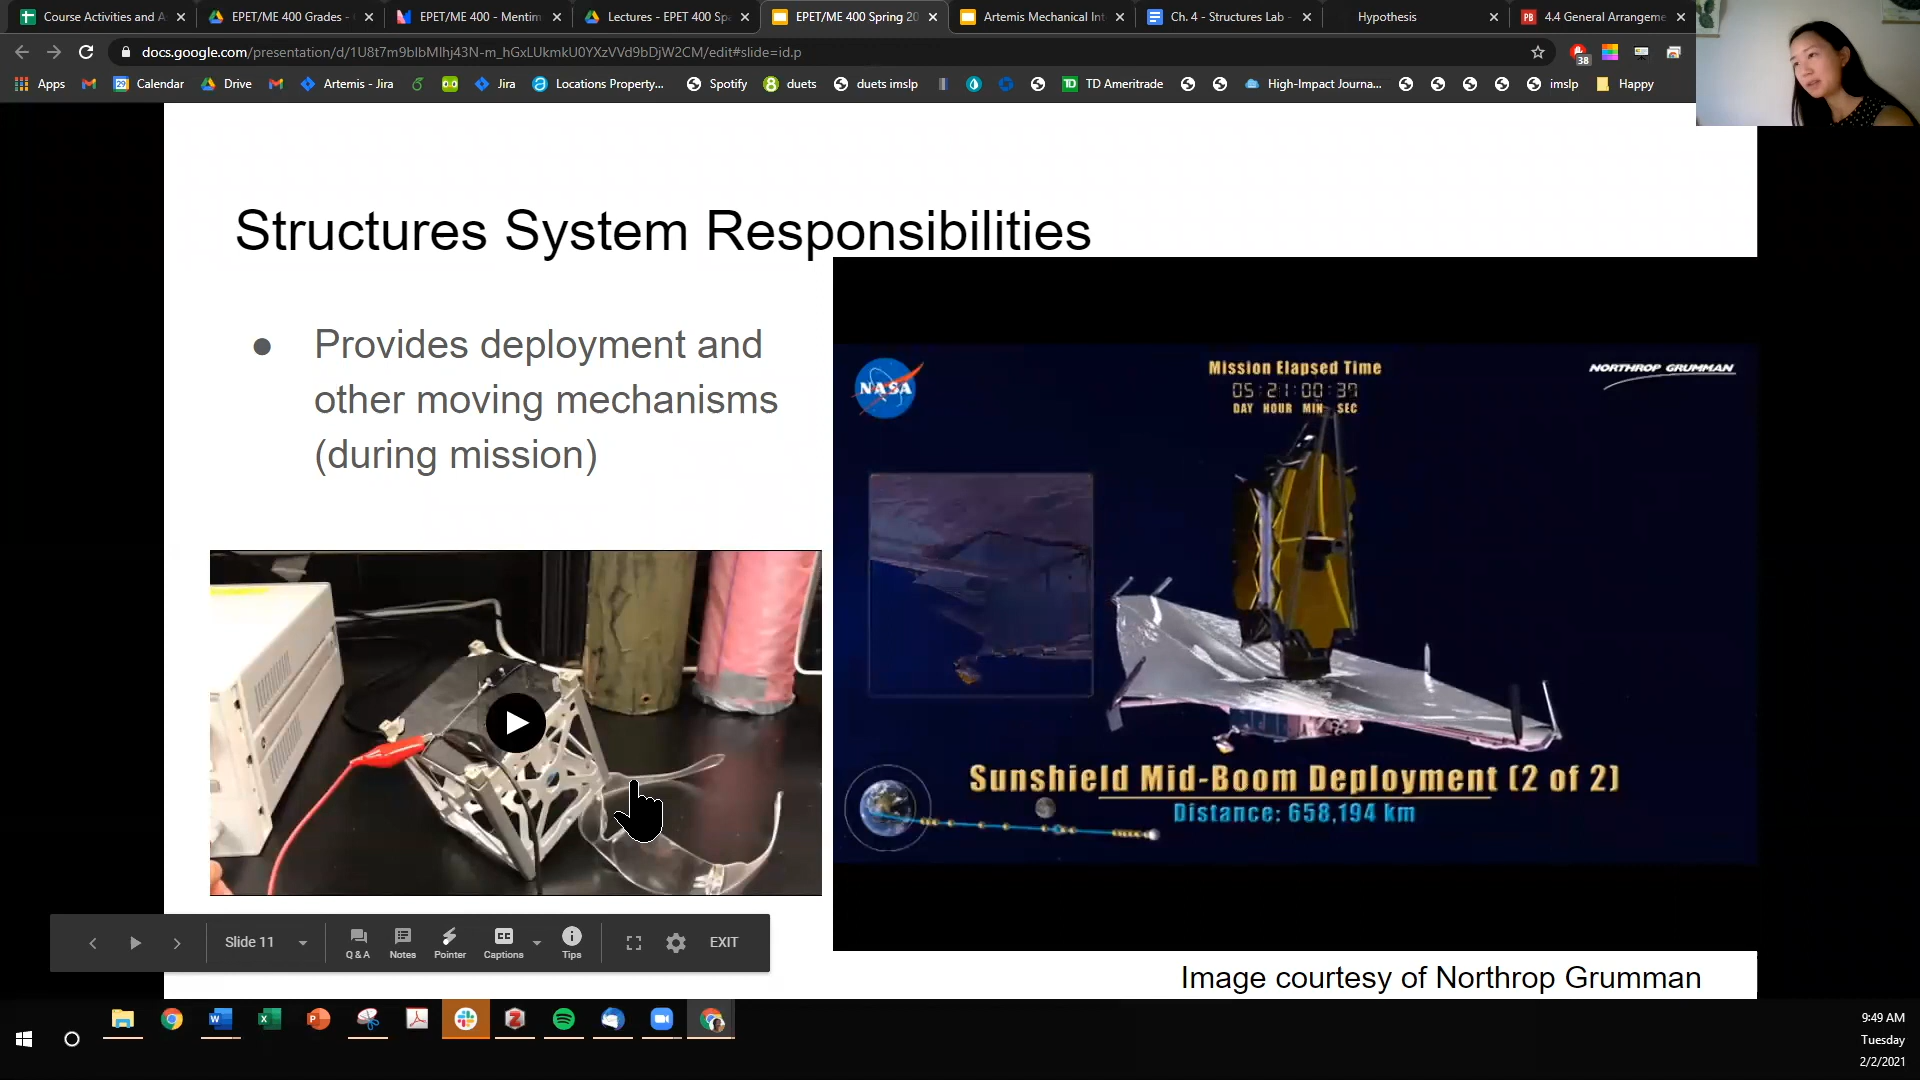 Course Activities and A
EPET/ME 400 Grades -
EPET/ME 400 - Mentim
Lectures - EPET 400 Sp
EPET/ME 400 Spring 20
Artemis Mechanical Int
Ch. 4 - Structures Lab -
Hypothesis
4.4 General Arrangeme
docs.google.com/presentation/d/1U8t7m9blbMlhj43N-m_hGxLUkmkU0YXzVVd9bDjW2CM/edit#slide=id.p
38
Apps
Calendar
Drive
Artemis - Jira
Jira
Locations Property...
Spotify
duets
duets imslp
TD Ameritrade
High-Impact Journa...
imslp
Happy
Structures System Responsibilities
● Provides deployment and
other moving mechanisms
(during mission)
NASA
Mission Elapsed Time
05:21:00:37
DAY HOUR MIN SEC
NORTHROP GRUMMAN
Sunshield Mid-Boom Deployment (2 of 2)
Distance: 658,194 km
Image courtesy of Northrop Grumman
Slide 11
Q & A
Notes
Pointer
CC
Captions
Tips
EXIT
9:49 AM
Tuesday
2/2/2021